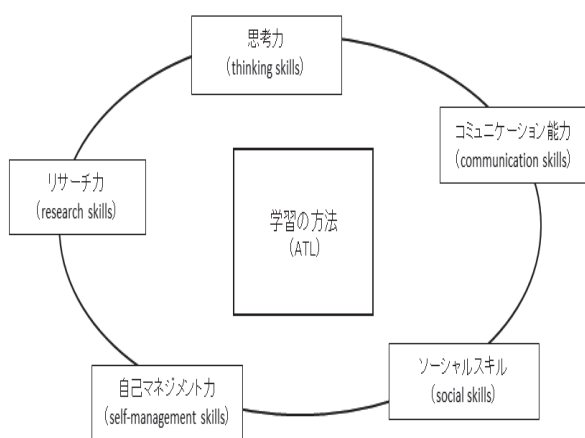 思考力
(thinking skills)
コミュニケーション能力
(communication skills)
リサーチ力
(research skills)
学習の方法
(ATL)
ソーシャルスキル
(social skills)
自己マネジメント力
(self-management skills)